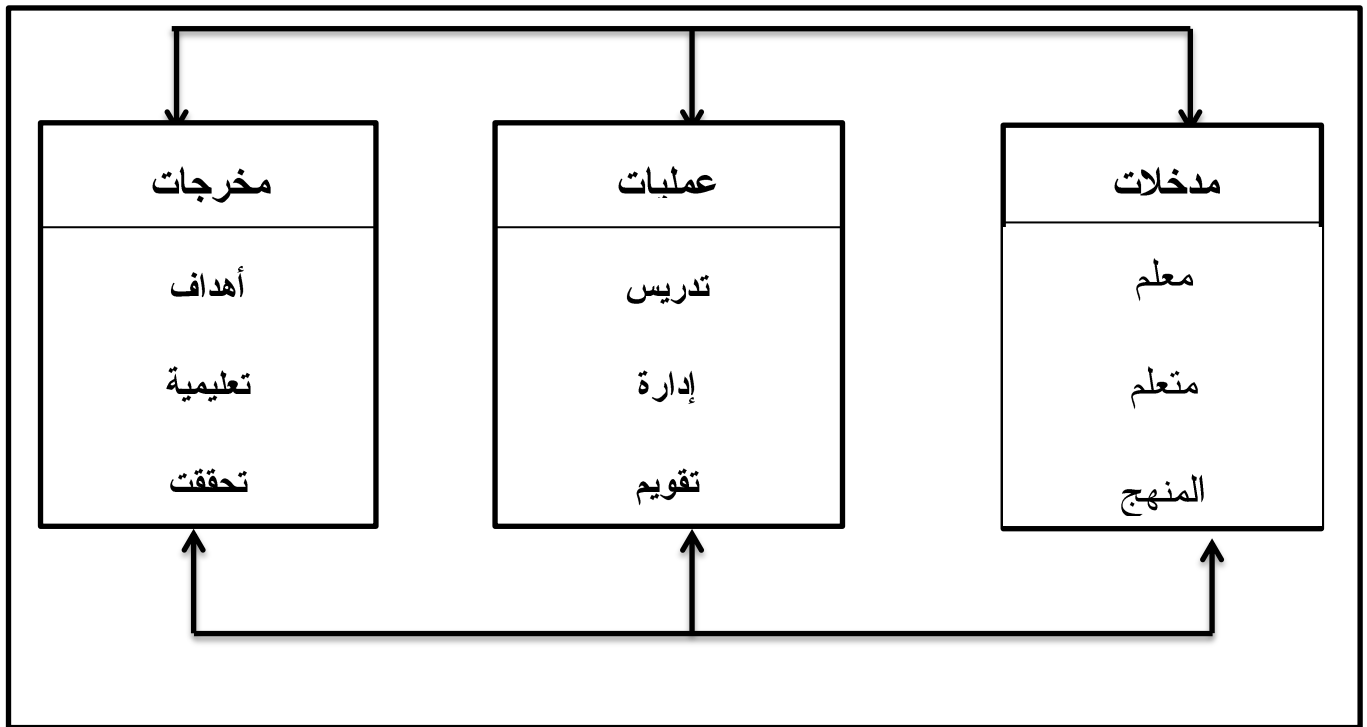 مدخلات
معلم
متعلم
المنهج
عمليات
تدريس
إدارة
تقويم
مخرجات
أهداف
تعليمية
تحققت